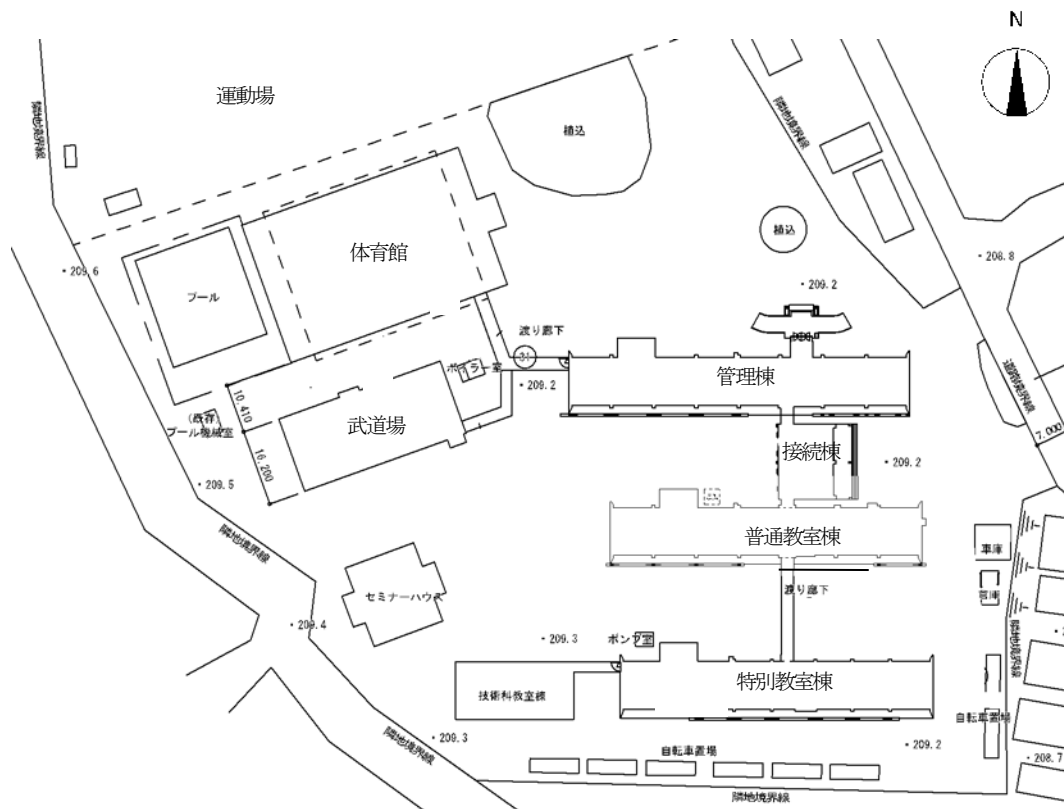 N
運動場
隣地境界線
隣地境界線
植込
体育館
植込
・208.8
・209.6
プール
・209.2
渡り廊下
ボイラー室
・209.2
管理棟
道路境界線
10.410
武道場
(既存)
プール機械室
7.000
接続棟
・209.2
16.200
・209.5
普通教室棟
隣地境界線
車庫
セミナーハウス
渡り廊下
・209.4
・209.3
ポンプ室
隣地境界線
技術科教室棟
特別教室棟
自転車置場
・209.3
隣地境界線
自転車置場
・209.2
・208.7
隣地境界線